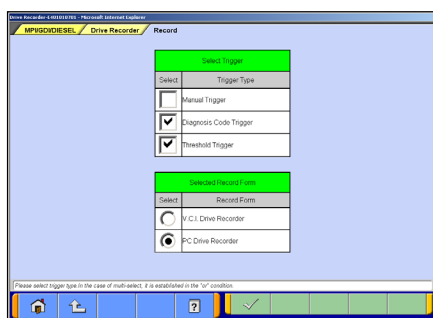 Drive Recorder-E401010701 - Microsoft Internet Explorer
MPI/GDI/DIESEL Drive Recorder Record
Select Trigger
Select Trigger Type
Manual Trigger
Diagnosis Code Trigger
Threshold Trigger
Selected Record Form
Select Record Form
V.C.I. Drive Recorder
PC Drive Recorder
Please select trigger type.In the case of multi-select, it is established in the "or" condition.
?